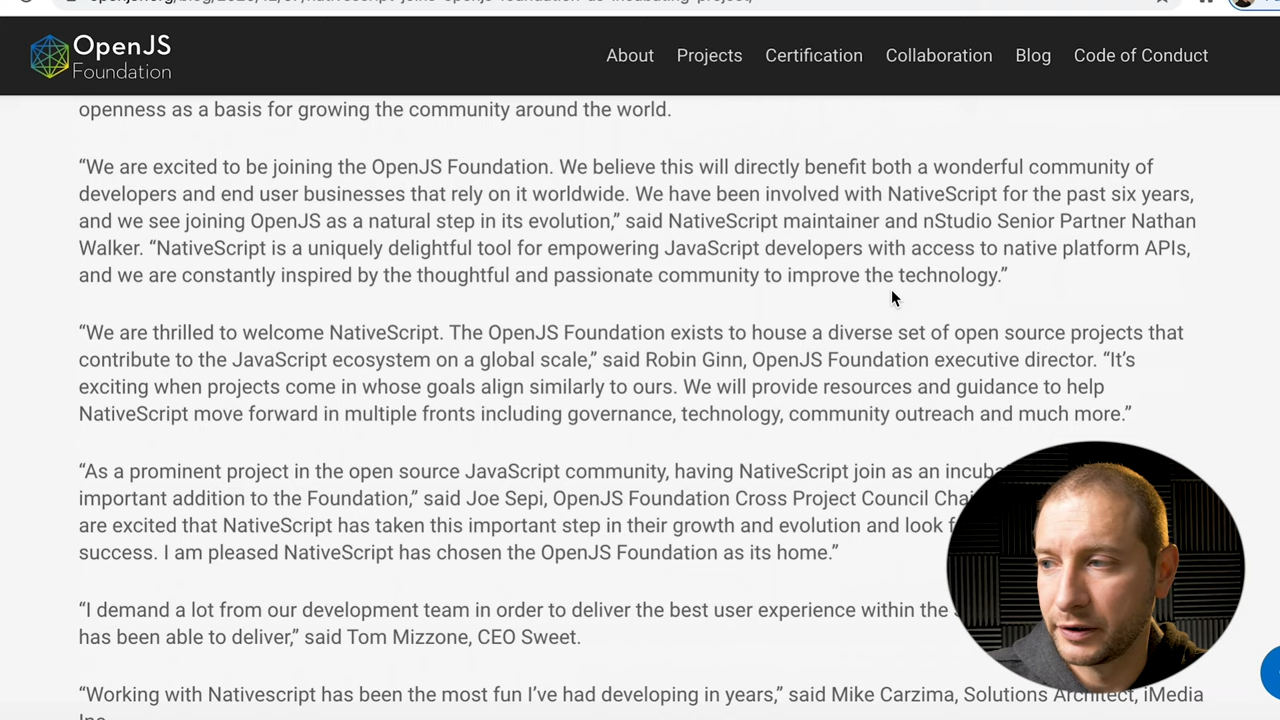 OpenJS
Foundation
About Projects Certification Collaboration Blog Code of Conduct
openness as a basis for growing the community around the world.
“We are excited to be joining the OpenJS Foundation. We believe this will directly benefit both a wonderful community of
developers and end user businesses that rely on it worldwide. We have been involved with NativeScript for the past six years,
and we see joining OpenJS as a natural step in its evolution,” said NativeScript maintainer and nStudio Senior Partner Nathan
Walker. “NativeScript is a uniquely delightful tool for empowering JavaScript developers with access to native platform APIs,
and we are constantly inspired by the thoughtful and passionate community to improve the technology.”
“We are thrilled to welcome NativeScript. The OpenJS Foundation exists to house a diverse set of open source projects that
contribute to the JavaScript ecosystem on a global scale,” said Robin Ginn, OpenJS Foundation executive director. “It’s
exciting when projects come in whose goals align similarly to ours. We will provide resources and guidance to help
NativeScript move forward in multiple fronts including governance, technology, community outreach and much more.”
“As a prominent project in the open source JavaScript community, having NativeScript join as an
important addition to the Foundation,” said Joe Sepi, OpenJS Foundation Cross Project Council
are excited that NativeScript has taken this important step in their growth and evolution and look
success. I am pleased NativeScript has chosen the OpenJS Foundation as its home.”
“I demand a lot from our development team in order to deliver the best user experience within the
has been able to deliver,” said Tom Mizzone, CEO Sweet.
“Working with Nativescript has been the most fun I’ve had developing in years,” said Mike Carzima, Solutions Architect, iMedia